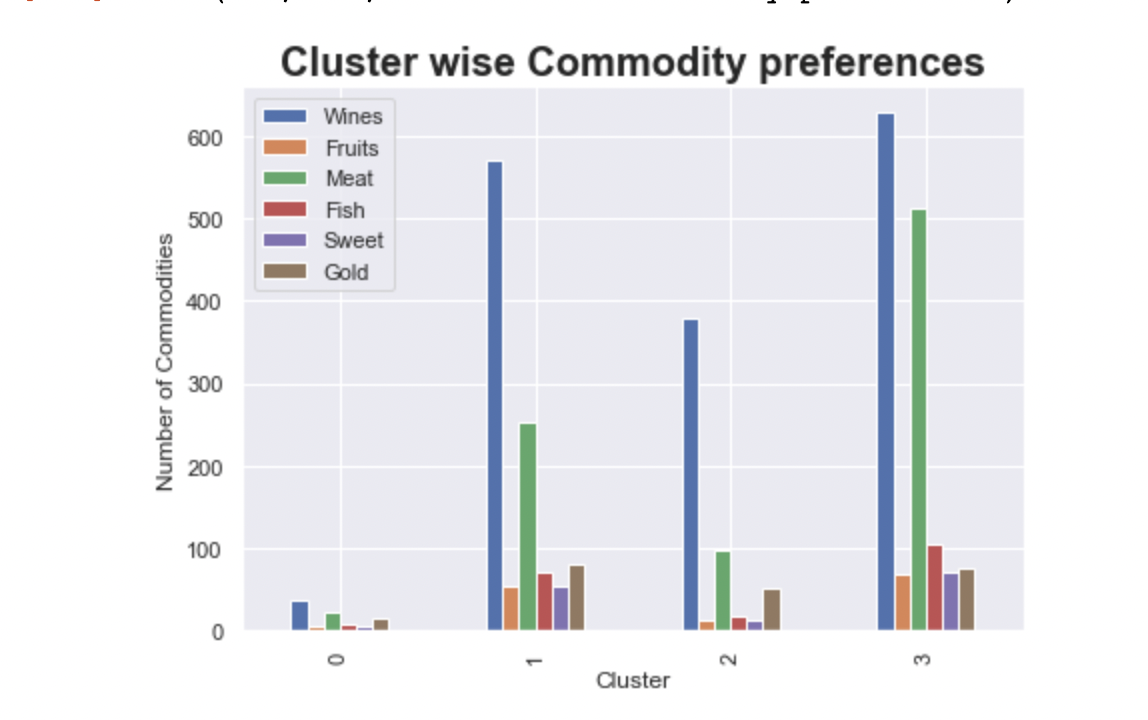 Cluster wise Commodity preferences
Wines
Fruits
Meat
Fish
Sweet
Gold
600
500
400
300
200
100
0
Number of Commodities
0
1
2
3
Cluster